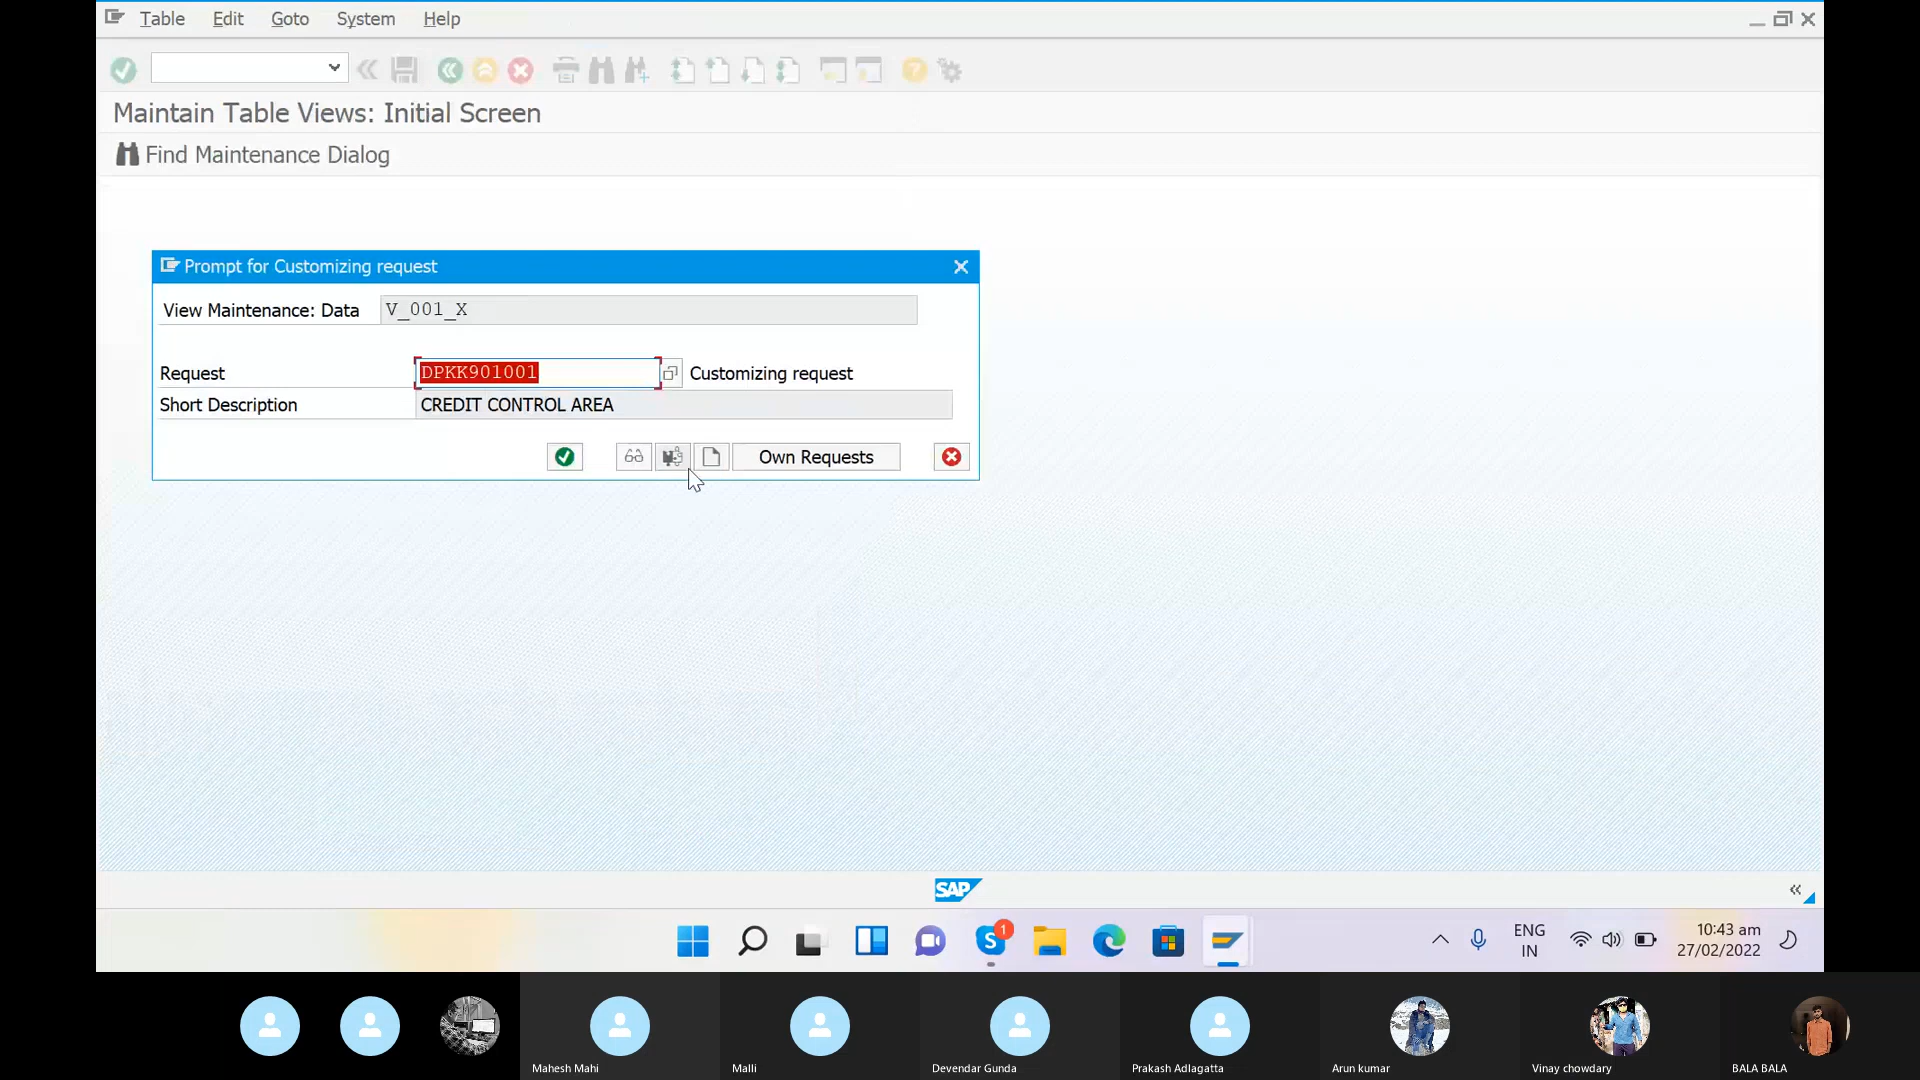 Table Edit Goto System Help
Maintain Table Views: Initial Screen
Find Maintenance Dialog
Prompt for Customizing request
View Maintenance: Data V_001_X
Request DPKK901001 Customizing request
Short Description CREDIT CONTROL AREA
Own Requests
SAP
S 1
ENG
IN
10:43 am
27/02/2022
Mahesh Mahi Malli Devendar Gunda Prakash Adlagatta Arun kumar Vinay chowdary BALA BALA